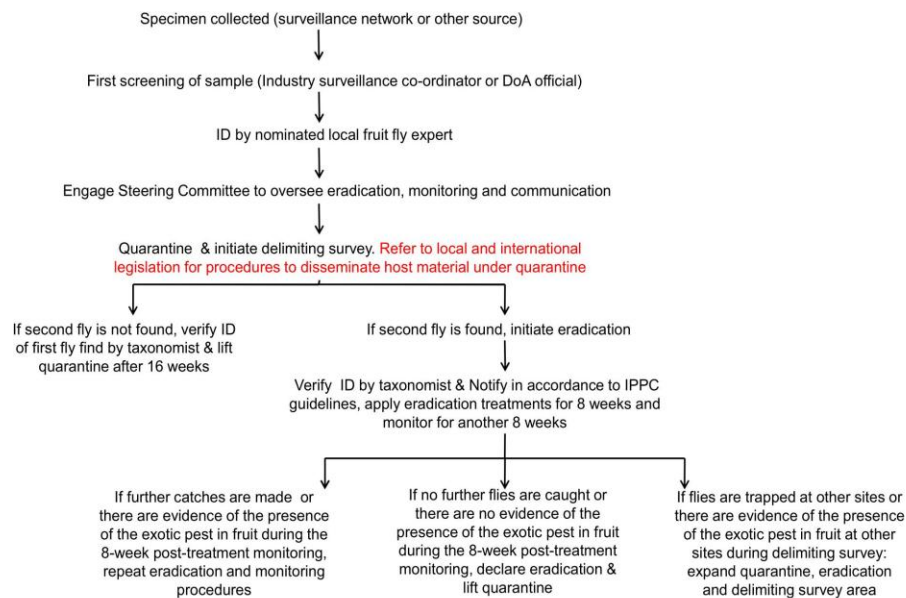 Specimen collected (surveillance network or other source)
First screening of sample (Industry surveillance co-ordinator or DoA official)
ID by nominated local fruit fly expert
Engage Steering Committee to oversee eradication, monitoring and communication
Quarantine & initiate delimiting survey. Refer to local and international
legislation for procedures to disseminate host material under quarantine
If second fly is not found, verify ID
of first fly find by taxonomist & lift
quarantine after 16 weeks
If second fly is found, initiate eradication
Verify ID by taxonomist & Notify in accordance to IPPC
guidelines, apply eradication treatments for 8 weeks and
monitor for another 8 weeks
If further catches are made or
there are evidence of the presence
of the exotic pest in fruit during the
8-week post-treatment monitoring,
repeat eradication and monitoring
procedures
If no further flies are caught or
there are no evidence of the
presence of the exotic pest in fruit
during the 8-week post-treatment
monitoring, declare eradication &
lift quarantine
If flies are trapped at other sites or
there are evidence of the presence
of the exotic pest in fruit at other
sites during delimiting survey:
expand quarantine, eradication
and delimiting survey area